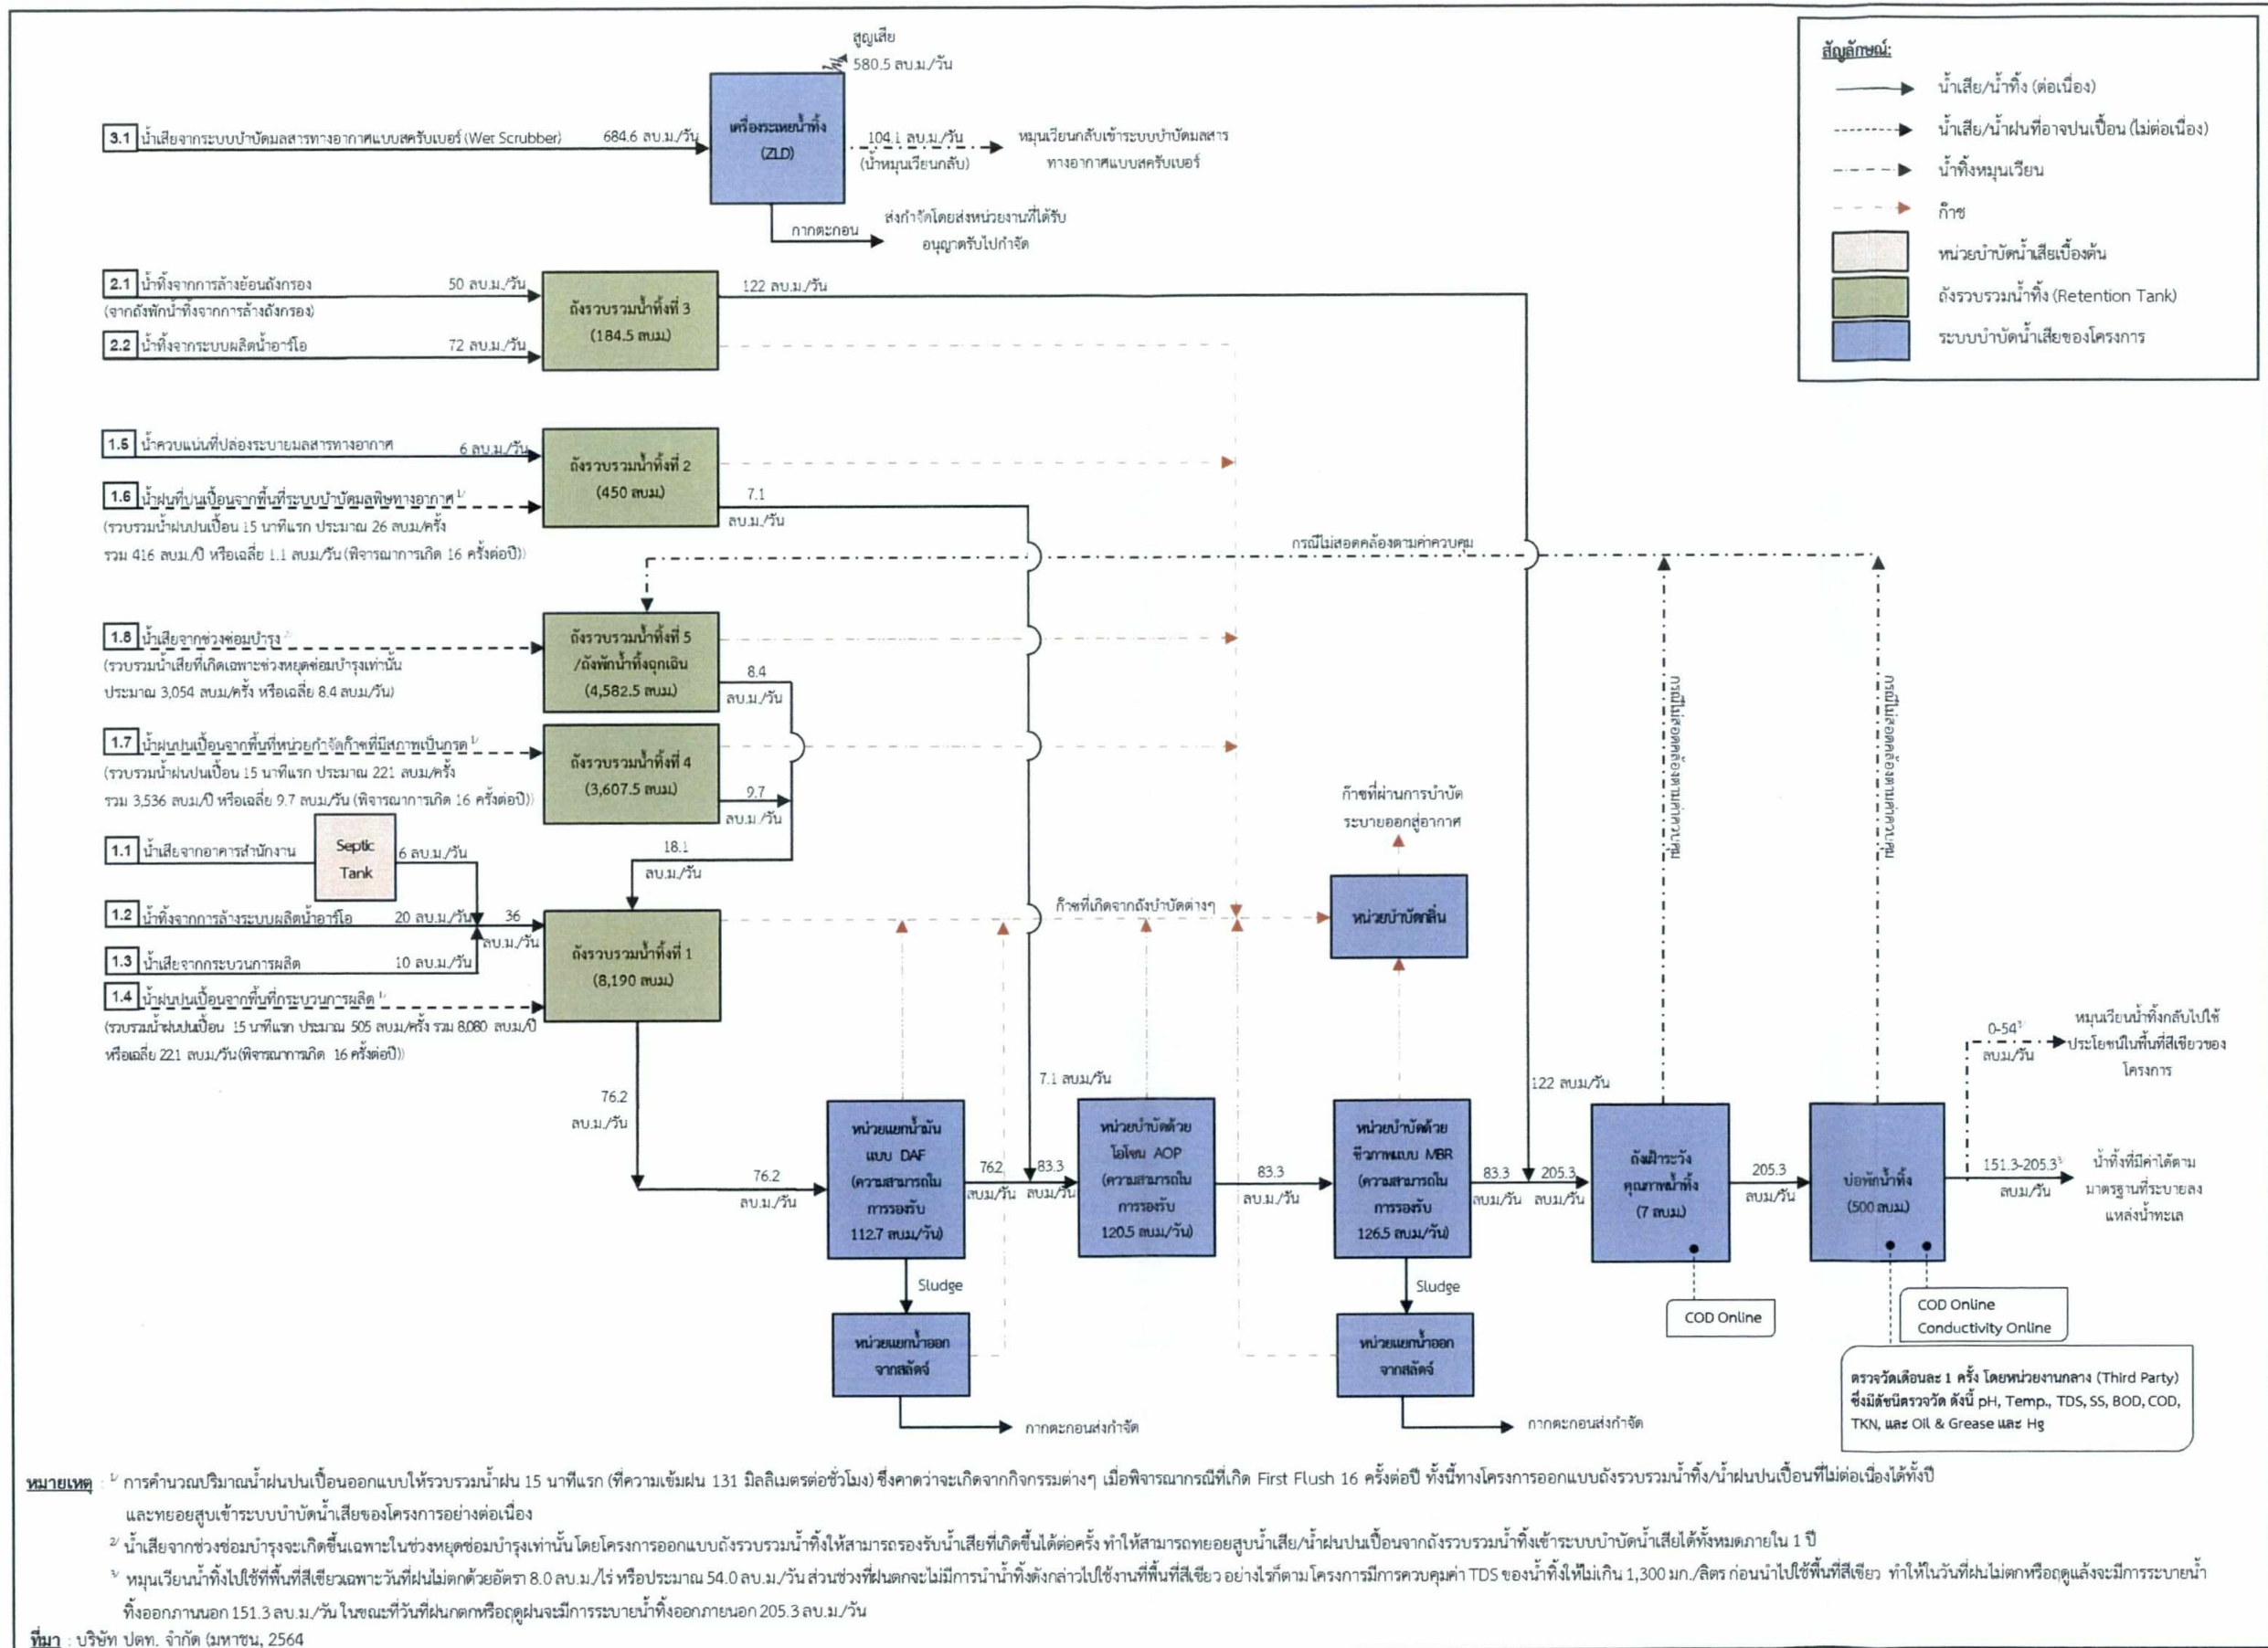 สูญเสีย
580.5 ลบ.ม./วัน
3.1 น้ำเสียจากระบบบำบัดมลสารทางอากาศแบบสครับเบอร์ (Wet Scrubber) 684.6 ลบ.ม./วัน
เครื่องระเหยน้ำทิ้ง
(ZLD)
104.1 ลบ.ม./วัน
(น้ำหมุนเวียนกลับ)
หมุนเวียนกลับเข้าระบบบำบัดมลสาร
ทางอากาศแบบสครับเบอร์
กากตะกอน
ส่งกำจัดโดยส่งหน่วยงานที่ได้รับ
อนุญาตรับไปกำจัด
สัญลักษณ์:
น้ำเสีย/น้ำทิ้ง (ต่อเนื่อง)
น้ำเสีย/น้ำฝนที่อาจปนเปื้อน (ไม่ต่อเนื่อง)
น้ำทิ้งหมุนเวียน
ก๊าซ
หน่วยบำบัดน้ำเสียเบื้องต้น
ถังรวบรวมน้ำทิ้ง (Retention Tank)
ระบบบำบัดน้ำเสียของโครงการ
2.1 น้ำทิ้งจากการล้างย้อนถังกรอง 50 ลบ.ม./วัน
(จากถังพักน้ำทิ้งจากการล้างถังกรอง)
2.2 น้ำทิ้งจากระบบผลิตน้ำอาร์โอ 72 ลบ.ม./วัน
ถังรวบรวมน้ำทิ้งที่ 3
(184.5 ลบ.ม.)
122 ลบ.ม./วัน
1.5 น้ำควบแน่นที่ปล่องระบายมลสารทางอากาศ 6 ลบ.ม./วัน
1.6 น้ำฝนที่ปนเปื้อนจากพื้นที่ระบบบำบัดมลพิษทางอากาศ 1/
(รวบรวมน้ำฝนปนเปื้อน 15 นาทีแรก ประมาณ 26 ลบ.ม./ครั้ง
รวม 416 ลบ.ม./ปี หรือเฉลี่ย 1.1 ลบ.ม./วัน (พิจารณาการเกิด 16 ครั้งต่อปี))
ถังรวบรวมน้ำทิ้งที่ 2
(450 ลบ.ม.)
7.1
ลบ.ม./วัน
กรณีไม่สอดคล้องตามค่าควบคุม
1.8 น้ำเสียจากช่วงซ่อมบำรุง 2/
(รวบรวมน้ำเสียที่เกิดเฉพาะช่วงหยุดซ่อมบำรุงเท่านั้น
ประมาณ 3,054 ลบ.ม./ครั้ง หรือเฉลี่ย 8.4 ลบ.ม./วัน)
ถังรวบรวมน้ำทิ้งที่ 5
/ถังพักน้ำทิ้งฉุกเฉิน
(4,582.5 ลบ.ม.)
8.4
ลบ.ม./วัน
1.7 น้ำฝนปนเปื้อนจากพื้นที่หน่วยกำจัดก๊าซที่มีสภาพเป็นกรด 1/
(รวบรวมน้ำฝนปนเปื้อน 15 นาทีแรก ประมาณ 221 ลบ.ม./ครั้ง
รวม 3,536 ลบ.ม./ปี หรือเฉลี่ย 9.7 ลบ.ม./วัน (พิจารณาการเกิด 16 ครั้งต่อปี))
ถังรวบรวมน้ำทิ้งที่ 4
(3,607.5 ลบ.ม.)
9.7
ลบ.ม./วัน
18.1
ลบ.ม./วัน
1.1 น้ำเสียจากอาคารสำนักงาน
Septic
Tank
6 ลบ.ม./วัน
1.2 น้ำทิ้งจากการล้างระบบผลิตน้ำอาร์โอ 20 ลบ.ม./วัน
36
ลบ.ม./วัน
1.3 น้ำเสียจากกระบวนการผลิต 10 ลบ.ม./วัน
1.4 น้ำฝนปนเปื้อนจากพื้นที่กระบวนการผลิต 1/
(รวบรวมน้ำฝนปนเปื้อน 15 นาทีแรก ประมาณ 505 ลบ.ม./ครั้ง รวม 8,080 ลบ.ม./ปี
หรือเฉลี่ย 22.1 ลบ.ม./วัน (พิจารณาการเกิด 16 ครั้งต่อปี))
ถังรวบรวมน้ำทิ้งที่ 1
(8,190 ลบ.ม.)
ก๊าซที่เกิดจากถังบำบัดต่างๆ
ก๊าซที่ผ่านการบำบัด
ระบายออกสู่อากาศ
หน่วยบำบัดกลิ่น
กรณีไม่สอดคล้องตามค่าควบคุม
กรณีไม่สอดคล้องตามค่าควบคุม
76.2
ลบ.ม./วัน
76.2
ลบ.ม./วัน
หน่วยแยกน้ำมัน
แบบ DAF
(ความสามารถใน
การรองรับ
112.7 ลบ.ม./วัน)
76.2
ลบ.ม/วัน
7.1 ลบ.ม/วัน
83.3
ลบ.ม/วัน
หน่วยบำบัดด้วย
โอโซน AOP
(ความสามารถใน
การรองรับ
120.5 ลบ.ม/วัน)
83.3
ลบ.ม/วัน
หน่วยบำบัดด้วย
ชีวภาพแบบ MBR
(ความสามารถใน
การรองรับ
126.5 ลบ.ม/วัน)
83.3
ลบ.ม/วัน
122 ลบ.ม/วัน
205.3
ลบ.ม/วัน
ถังเฝ้าระวัง
คุณภาพน้ำทิ้ง
(7 ลบ.ม.)
205.3
ลบ.ม/วัน
บ่อพักน้ำทิ้ง
(500 ลบ.ม.)
0-54 3/
ลบ.ม/วัน
หมุนเวียนน้ำทิ้งกลับไปใช้
ประโยชน์ในพื้นที่สีเขียวของ
โครงการ
151.3-205.3 3/
ลบ.ม/วัน
น้ำทิ้งที่มีค่าได้ตาม
มาตรฐานที่ระบายลง
แหล่งน้ำทะเล
Sludge
หน่วยแยกน้ำออก
จากสลัดจ์
กากตะกอนส่งกำจัด
Sludge
หน่วยแยกน้ำออก
จากสลัดจ์
กากตะกอนส่งกำจัด
COD Online
COD Online
Conductivity Online
ตรวจวัดเดือนละ 1 ครั้ง โดยหน่วยงานกลาง (Third Party)
ซึ่งมีดัชนีตรวจวัด ดังนี้ pH, Temp., TDS, SS, BOD, COD,
TKN, และ Oil & Grease และ Hg
หมายเหตุ : 1/ การคำนวณปริมาณน้ำฝนปนเปื้อนออกแบบให้รวบรวมน้ำฝน 15 นาทีแรก (ที่ความเข้มฝน 131 มิลลิเมตรต่อชั่วโมง) ซึ่งคาดว่าจะเกิดจากกิจกรรมต่างๆ เมื่อพิจารณากรณีที่เกิด First Flush 16 ครั้งต่อปี ทั้งนี้ทางโครงการออกแบบถังรวบรวมน้ำทิ้ง/น้ำฝนปนเปื้อนที่ไม่ต่อเนื่องได้ทั้งปี
และทยอยสูบเข้าระบบบำบัดน้ำเสียของโครงการอย่างต่อเนื่อง
2/ น้ำเสียจากช่วงซ่อมบำรุงจะเกิดขึ้นเฉพาะในช่วงหยุดซ่อมบำรุงเท่านั้น โดยโครงการออกแบบถังรวบรวมน้ำทิ้งให้สามารถรองรับน้ำเสียที่เกิดขึ้นได้ต่อครั้ง ทำให้สามารถทยอยสูบน้ำเสีย/น้ำฝนปนเปื้อนจากถังรวบรวมน้ำทิ้งเข้าระบบบำบัดน้ำเสียได้ทั้งหมดภายใน 1 ปี
3/ หมุนเวียนน้ำทิ้งไปใช้ที่พื้นที่สีเขียวเฉพาะวันที่ฝนไม่ตกด้วยอัตรา 8.0 ลบ.ม./ไร่ หรือประมาณ 54.0 ลบ.ม./วัน ส่วนช่วงที่ฝนตกจะไม่มีการนำน้ำทิ้งดังกล่าวไปใช้งานที่พื้นที่สีเขียว อย่างไรก็ตาม โครงการมีการควบคุมค่า TDS ของน้ำทิ้งให้ไม่เกิน 1,300 มก./ลิตร ก่อนนำไปใช้พื้นที่สีเขียว ทำให้ในวันที่ฝนไม่ตกหรือฤดูแล้งจะมีการระบายน้ำ
ทิ้งออกภานนอก 151.3 ลบ.ม./วัน ในขณะที่วันที่ฝนกตกหรือฤดูฝนจะมีการระบายน้ำทิ้งออกภายนอก 205.3 ลบ.ม./วัน
ที่มา : บริษัท ปตท. จำกัด (มหาชน, 2564